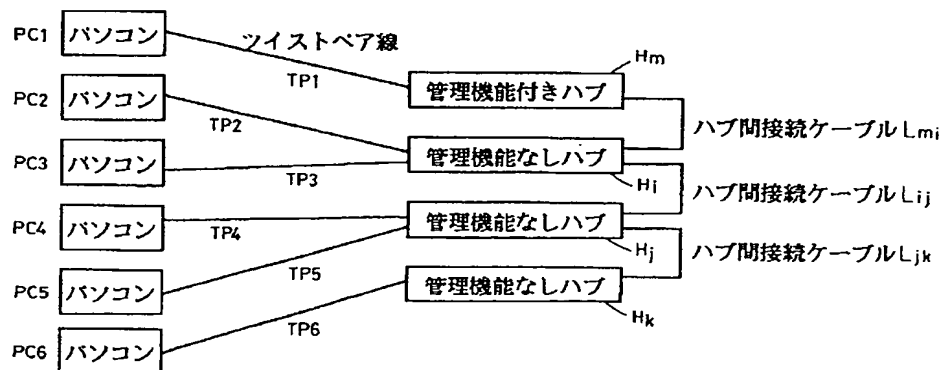 PC1 パソコン
ツイストペア線
TP1
Hm
管理機能付きハブ
PC2 パソコン
TP2
ハブ間接続ケーブルLmi
管理機能なしハブ
PC3 パソコン
TP3
Hi
ハブ間接続ケーブルLij
PC4 パソコン
TP4
管理機能なしハブ
Hj
ハブ間接続ケーブルLjk
PC5 パソコン
TP5
管理機能なしハブ
TP6
Hk
PC6 パソコン